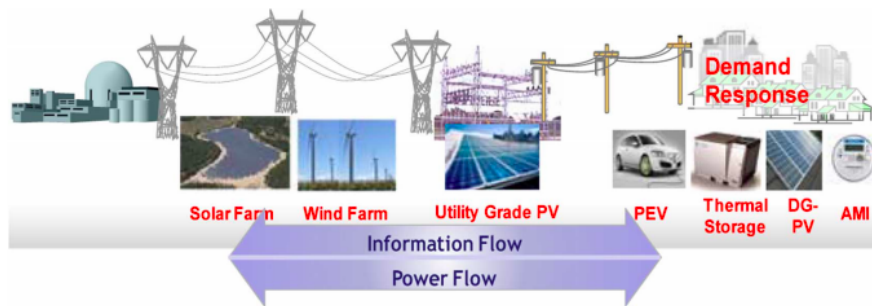 Demand
Response
Solar Farm
Wind Farm
Utility Grade PV
PEV
Thermal
Storage
DG-
PV
AMI
Information Flow
Power Flow